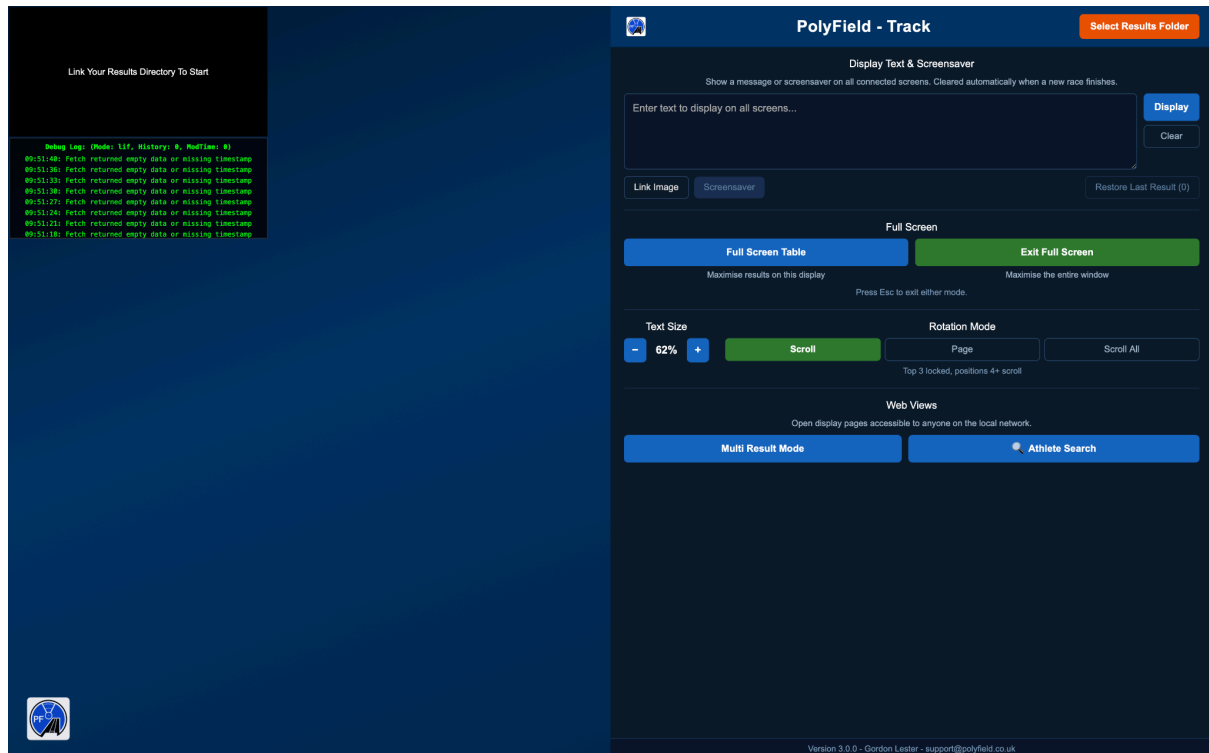 Link Your Results Directory To Start
Debug Log: (Mode: lif, History: 0, ModTime: 0)
09:51:40: Fetch returned empty data or missing timestamp
09:51:36: Fetch returned empty data or missing timestamp
09:51:33: Fetch returned empty data or missing timestamp
09:51:30: Fetch returned empty data or missing timestamp
09:51:27: Fetch returned empty data or missing timestamp
09:51:24: Fetch returned empty data or missing timestamp
09:51:21: Fetch returned empty data or missing timestamp
09:51:18: Fetch returned empty data or missing timestamp
PF
PolyField - Track
Select Results Folder
Display Text & Screensaver
Show a message or screensaver on all connected screens. Cleared automatically when a new race finishes.
Enter text to display on all screens...
Display
Clear
Link Image
Screensaver
Restore Last Result (0)
Full Screen
Full Screen Table
Exit Full Screen
Maximise results on this display
Maximise the entire window
Press Esc to exit either mode.
Text Size
Rotation Mode
− 62% +
Scroll
Page
Scroll All
Top 3 locked, positions 4+ scroll
Web Views
Open display pages accessible to anyone on the local network.
Multi Result Mode
Athlete Search
Version 3.0.0 - Gordon Lester - support@polyfield.co.uk